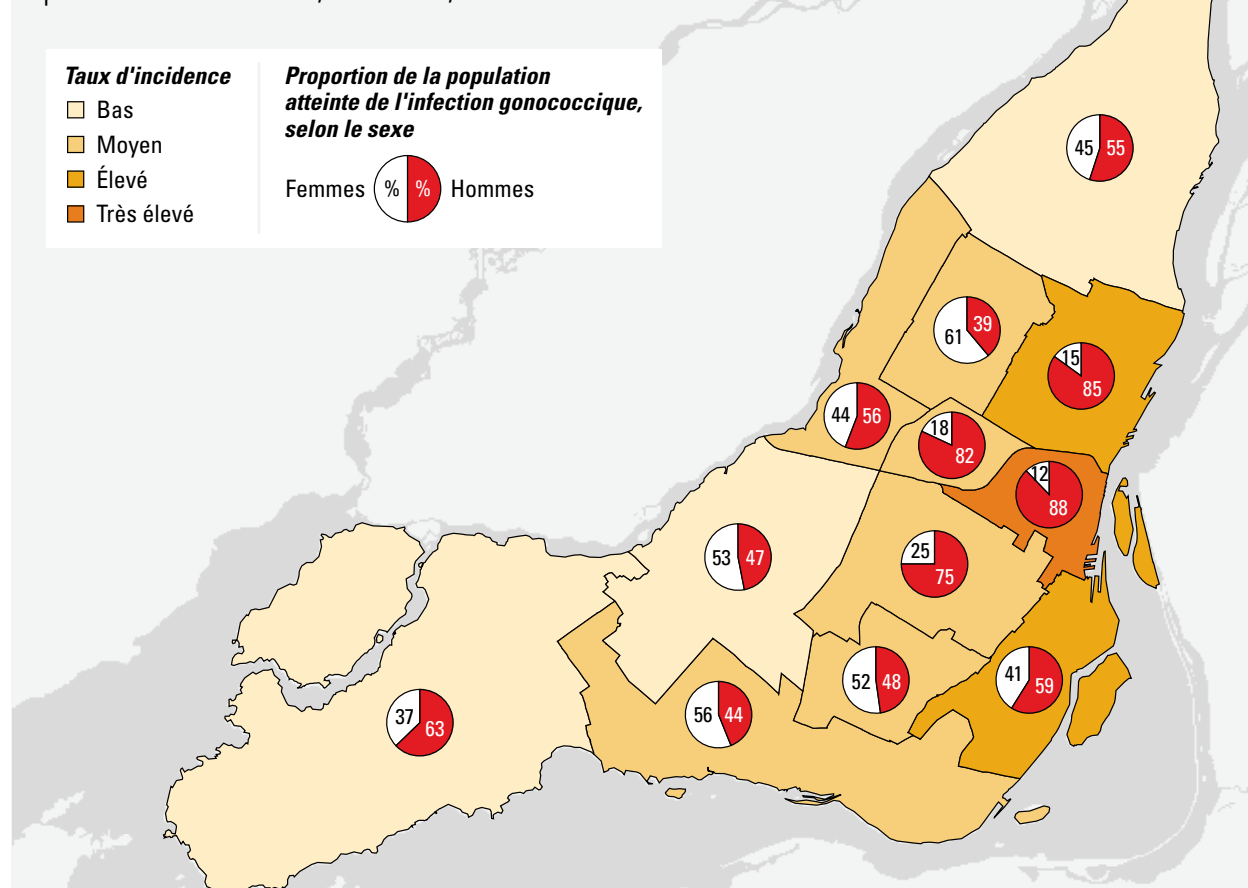 Taux d'incidence
Bas
Moyen
Élevé
Très élevé
Proportion de la population
atteinte de l'infection gonococcique,
selon le sexe
Femmes % % Hommes
45 55
61 39
15 85
44 56
18 82
12 88
53 47
25 75
41 59
52 48
56 44
37 63